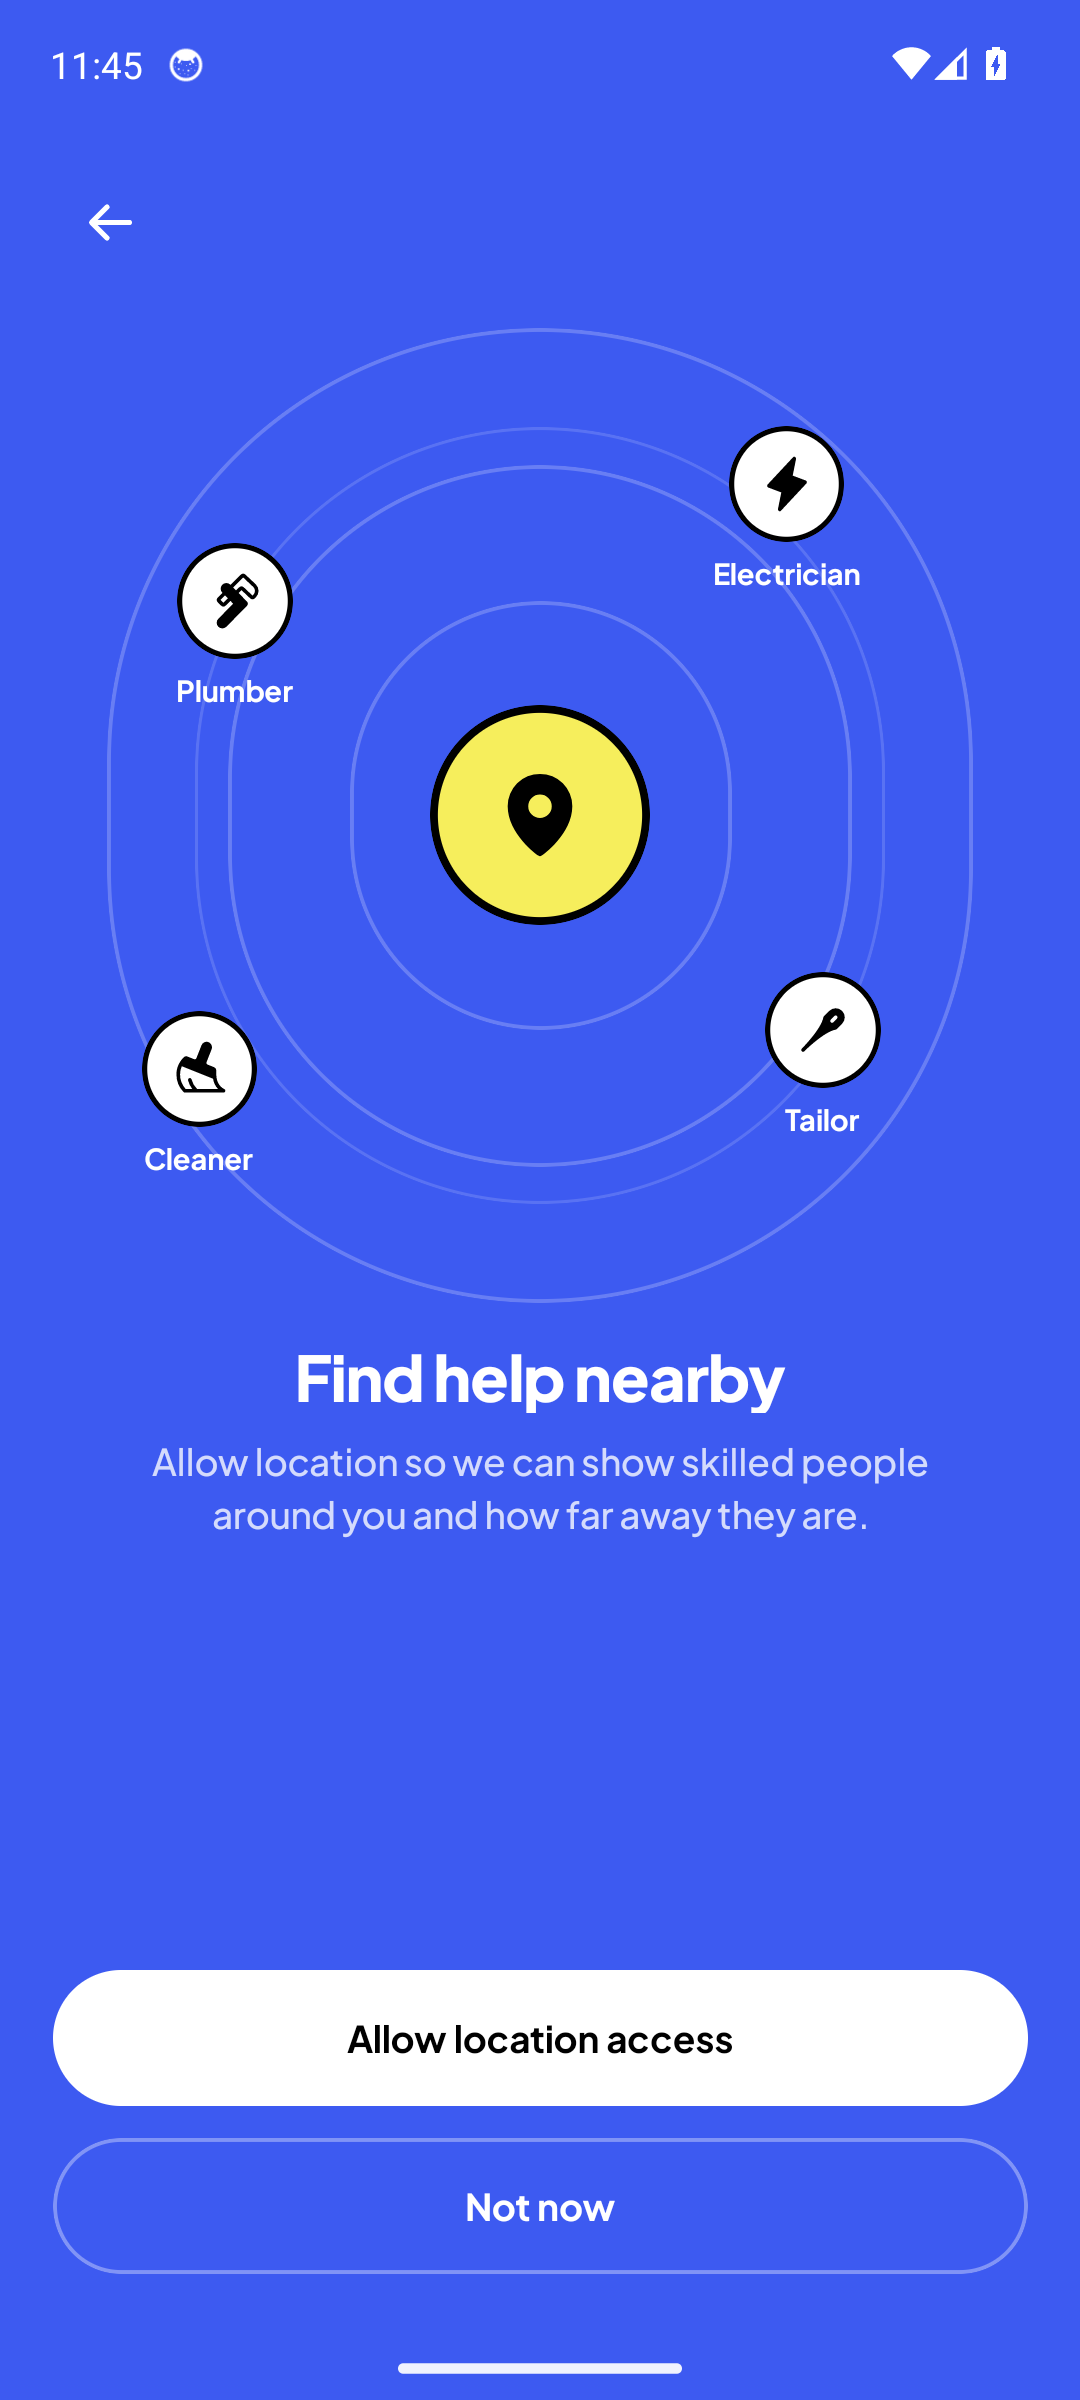 11:45
Electrician
Plumber
Tailor
Cleaner
Find help nearby
Allow location so we can show skilled people
around you and how far away they are.
Allow location access
Not now